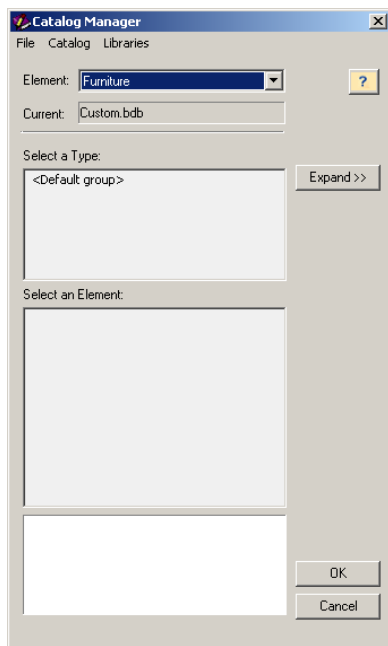 Catalog Manager
File Catalog Libraries
Element: Furniture
?
Current: Custom.bdb
Select a Type:
<Default group>
Expand >>
Select an Element:
OK
Cancel